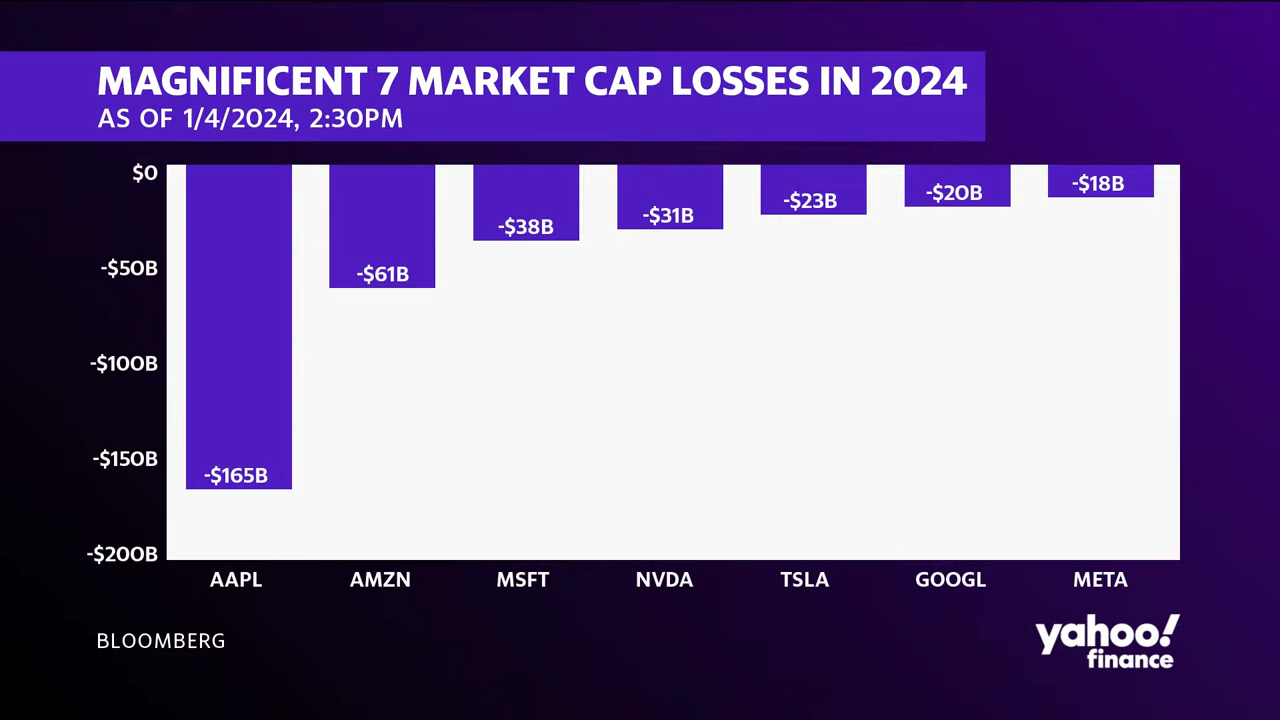 MAGNIFICENT 7 MARKET CAP LOSSES IN 2024
AS OF 1/4/2024, 2:30PM
$0
-$50B
-$100B
-$150B
-$200B
-$165B
-$61B
-$38B
-$31B
-$23B
-$20B
-$18B
AAPL
AMZN
MSFT
NVDA
TSLA
GOOGL
META
BLOOMBERG
yahoo!
finance